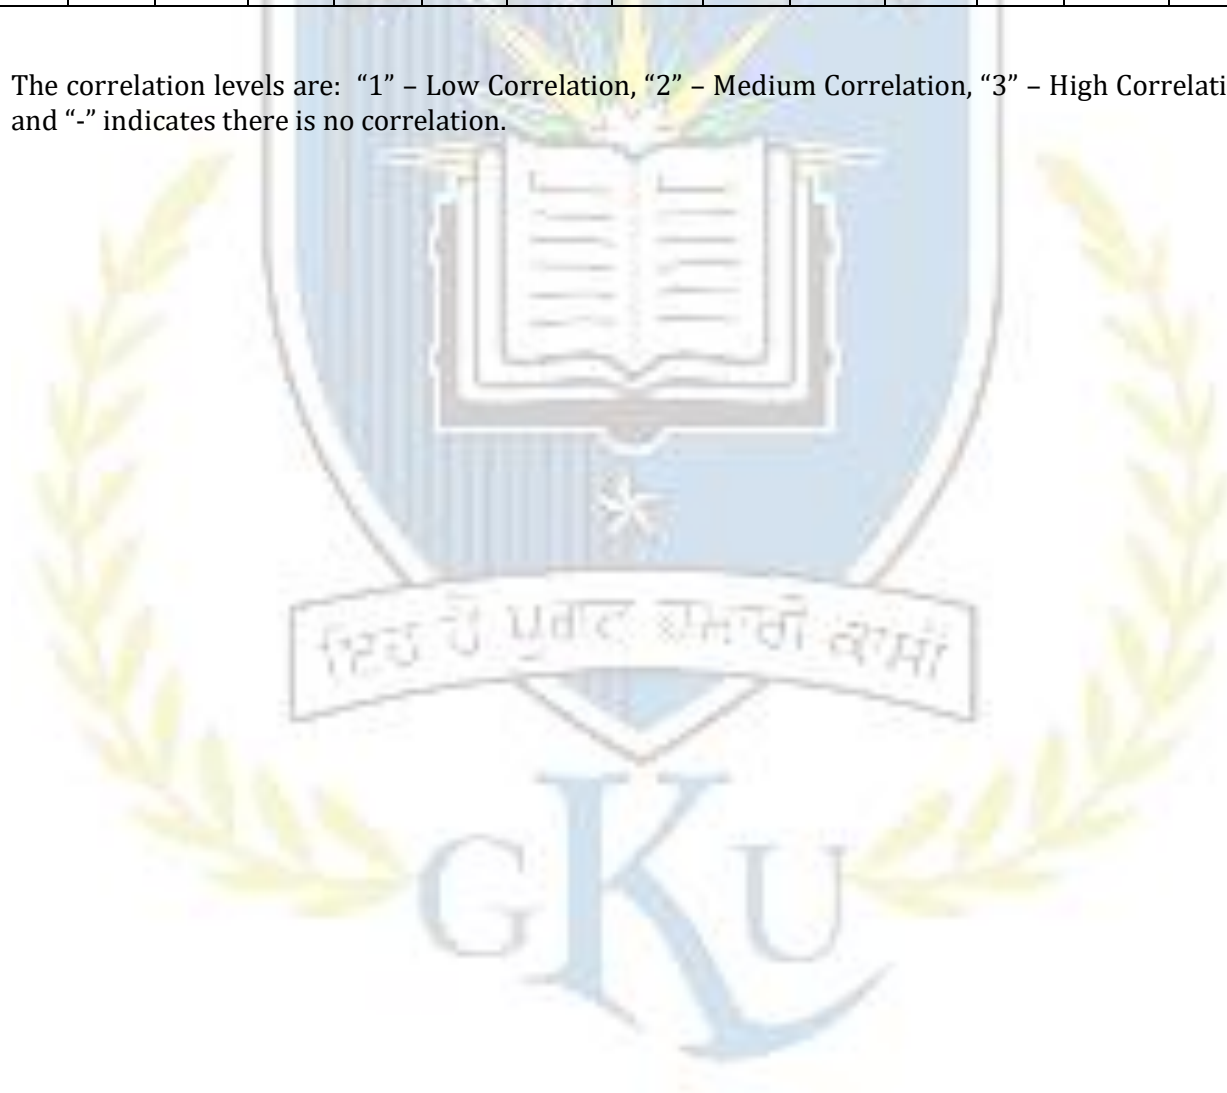 The correlation levels are: “1” – Low Correlation, “2” – Medium Correlation, “3” – High Correlati
and “-” indicates there is no correlation.
ਪੁਰਾਣ ਹਮਾਰੀ ਕਾਸੀ
GKU